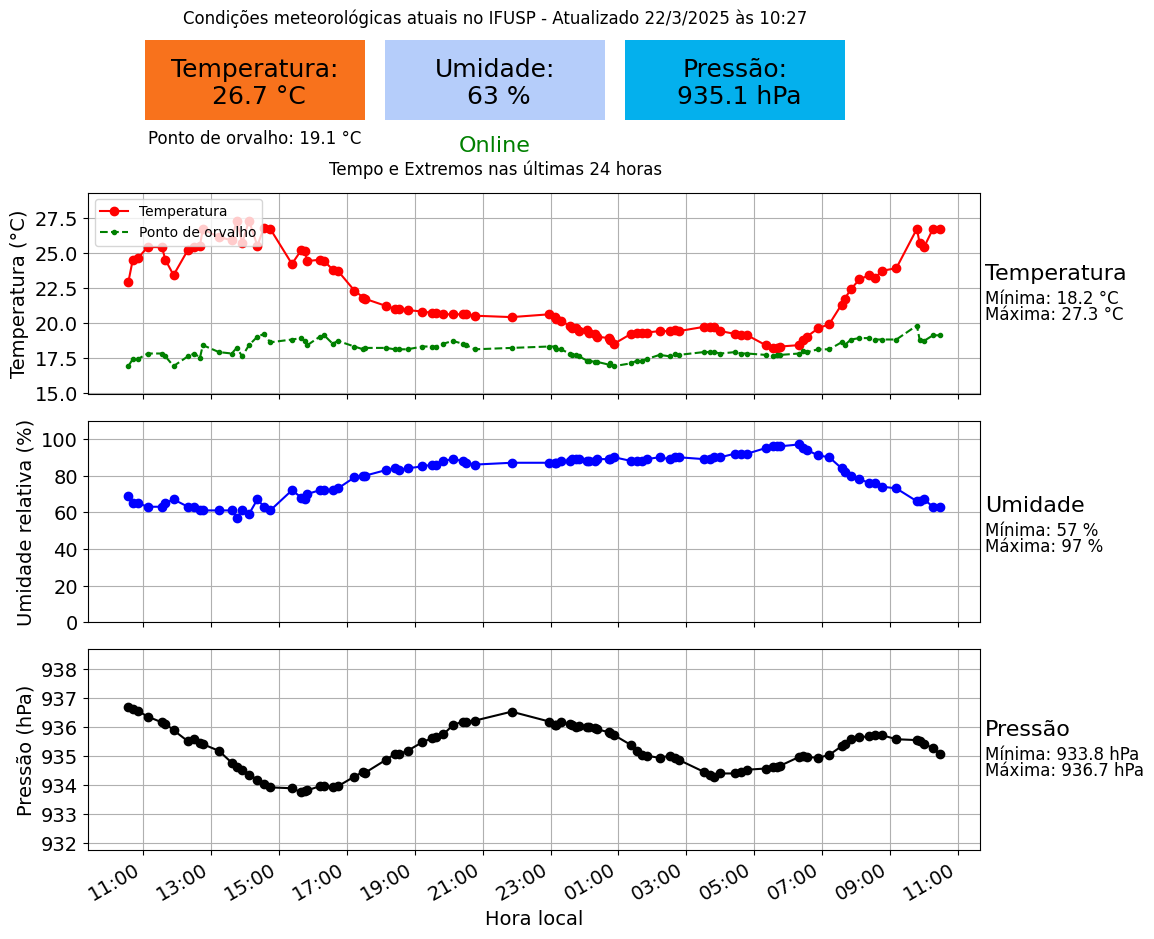 Condições meteorológicas atuais no IFUSP - Atualizado 22/3/2025 às 10:27
Temperatura:
26.7 °C
Umidade:
63 %
Pressão:
935.1 hPa
Ponto de orvalho: 19.1 °C
Online
Tempo e Extremos nas últimas 24 horas
Temperatura (°C)
27.5
25.0
22.5
20.0
17.5
15.0
Temperatura
Ponto de orvalho
Temperatura
Mínima: 18.2 °C
Máxima: 27.3 °C
Umidade relativa (%)
100
80
60
40
20
0
Umidade
Mínima: 57 %
Máxima: 97 %
Pressão (hPa)
938
937
936
935
934
933
932
Pressão
Mínima: 933.8 hPa
Máxima: 936.7 hPa
11:00 13:00 15:00 17:00 19:00 21:00 23:00 01:00 03:00 05:00 07:00 09:00 11:00
Hora local